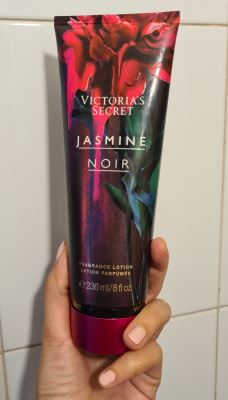 VICTORIA'S
SECRET
JASMINE
NOIR
FRAGRANCE LOTION
LOTION PARFUMÉE
e 236 ml/8 fl oz